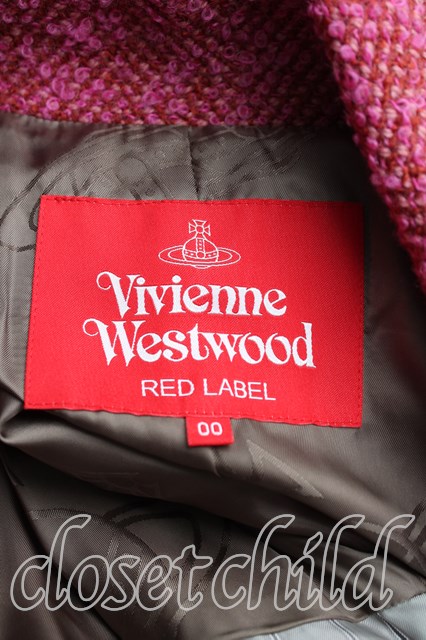 Vivienne
Westwood
RED LABEL
00
closet child